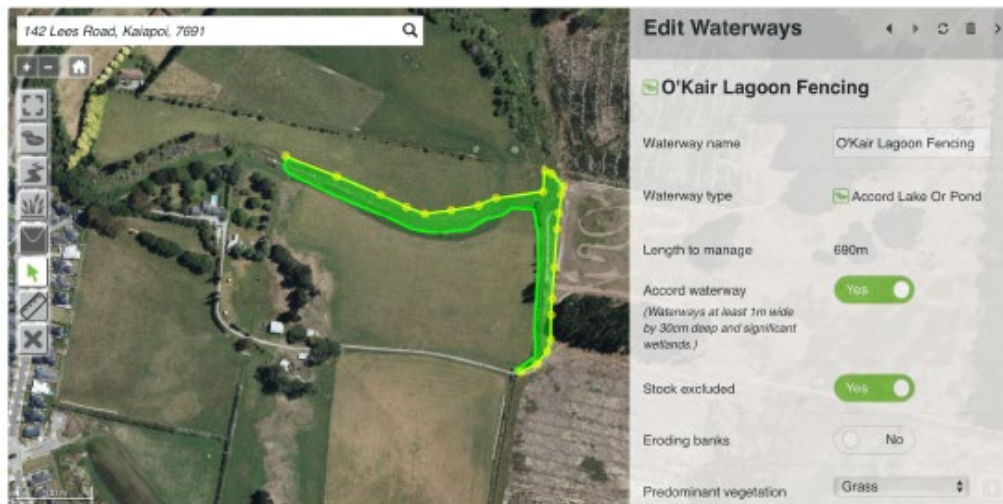 142 Lees Road, Kaiapoi, 7691
Edit Waterways
O'Kair Lagoon Fencing
Waterway name
O'Kair Lagoon Fencing
Waterway type
Accord Lake Or Pond
Length to manage
690m
Accord waterway
Yes
(Waterways at least 1m wide
by 30cm deep and significant
wetlands.)
Stock excluded
Yes
Eroding banks
No
Predominant vegetation
Grass